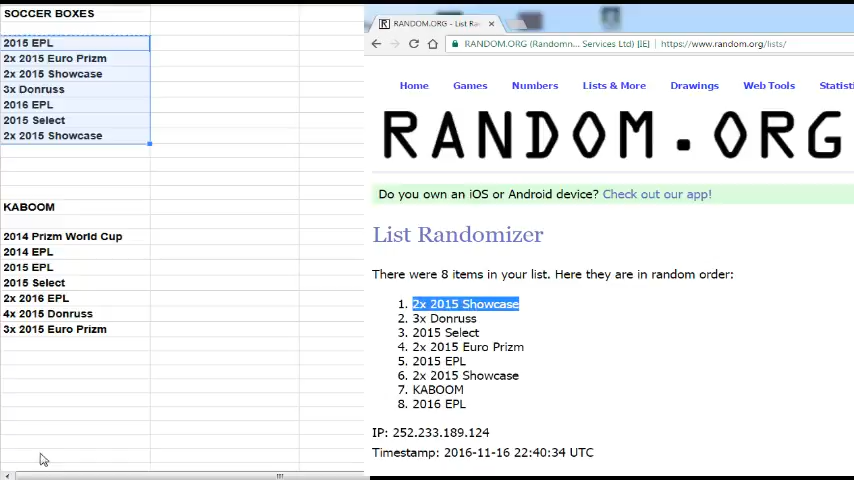 SOCCER BOXES
2015 EPL
2x 2015 Euro Prizm
2x 2015 Showcase
3x Donruss
2016 EPL
2015 Select
2x 2015 Showcase
KABOOM
2014 Prizm World Cup
2014 EPL
2015 EPL
2015 Select
2x 2016 EPL
4x 2015 Donruss
3x 2015 Euro Prizm
RANDOM.ORG - List Ra
RANDOM.ORG (Randomn... Services Ltd) [IE] https://www.random.org/lists/
Home Games Numbers Lists & More Drawings Web Tools Statisti
RANDOM.ORG
Do you own an iOS or Android device? Check out our app!
List Randomizer
There were 8 items in your list. Here they are in random order:
1. 2x 2015 Showcase
2. 3x Donruss
3. 2015 Select
4. 2x 2015 Euro Prizm
5. 2015 EPL
6. 2x 2015 Showcase
7. KABOOM
8. 2016 EPL
IP: 252.233.189.124
Timestamp: 2016-11-16 22:40:34 UTC